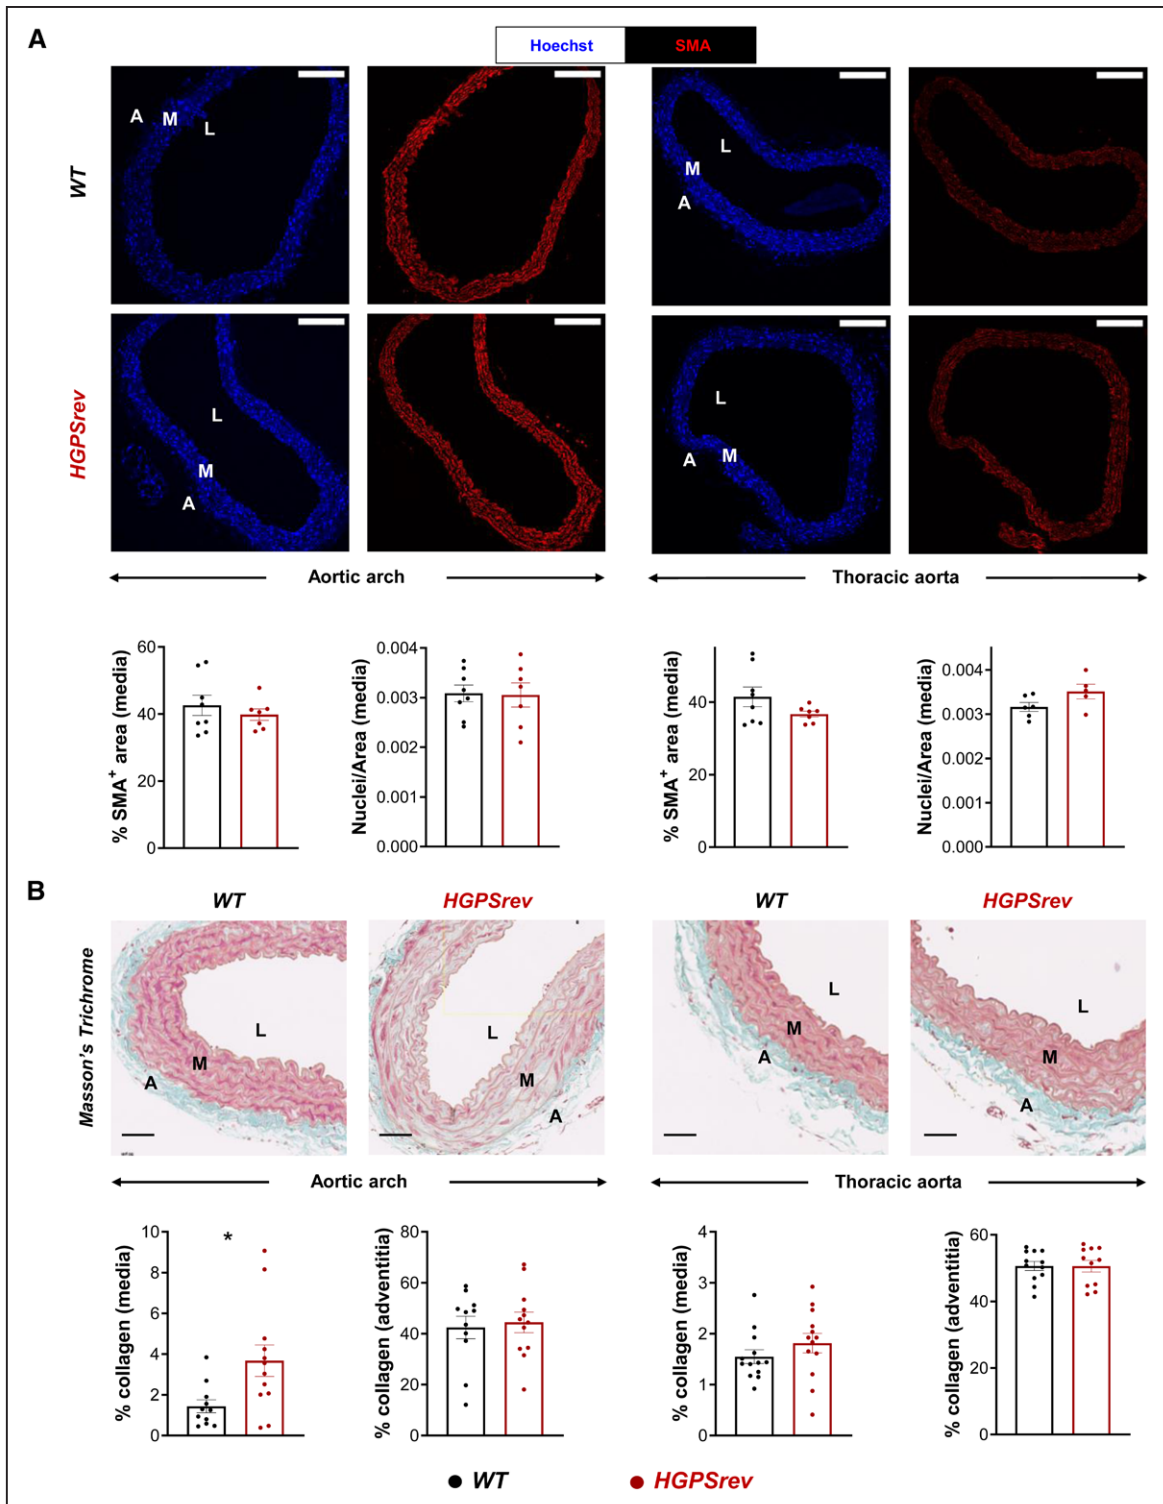 A
Hoechst SMA
WT
A M L
L M A
HGPSrev
L M A
L A M
Aortic arch
Thoracic aorta
% SMA+ area (media)
60
40
20
0
Nuclei/Area (media)
0.004
0.003
0.002
0.001
0.000
% SMA+ area (media)
40
20
0
Nuclei/Area (media)
0.004
0.003
0.002
0.001
0.000
B
WT HGPSrev WT HGPSrev
Masson's Trichrome
L M A
L M A
L M A
L M A
Aortic arch
Thoracic aorta
% collagen (media)
10
8
6
4
2
0
*
% collagen (adventitia)
80
60
40
20
0
% collagen (media)
4
3
2
1
0
% collagen (adventitia)
60
40
20
0
WT HGPSrev